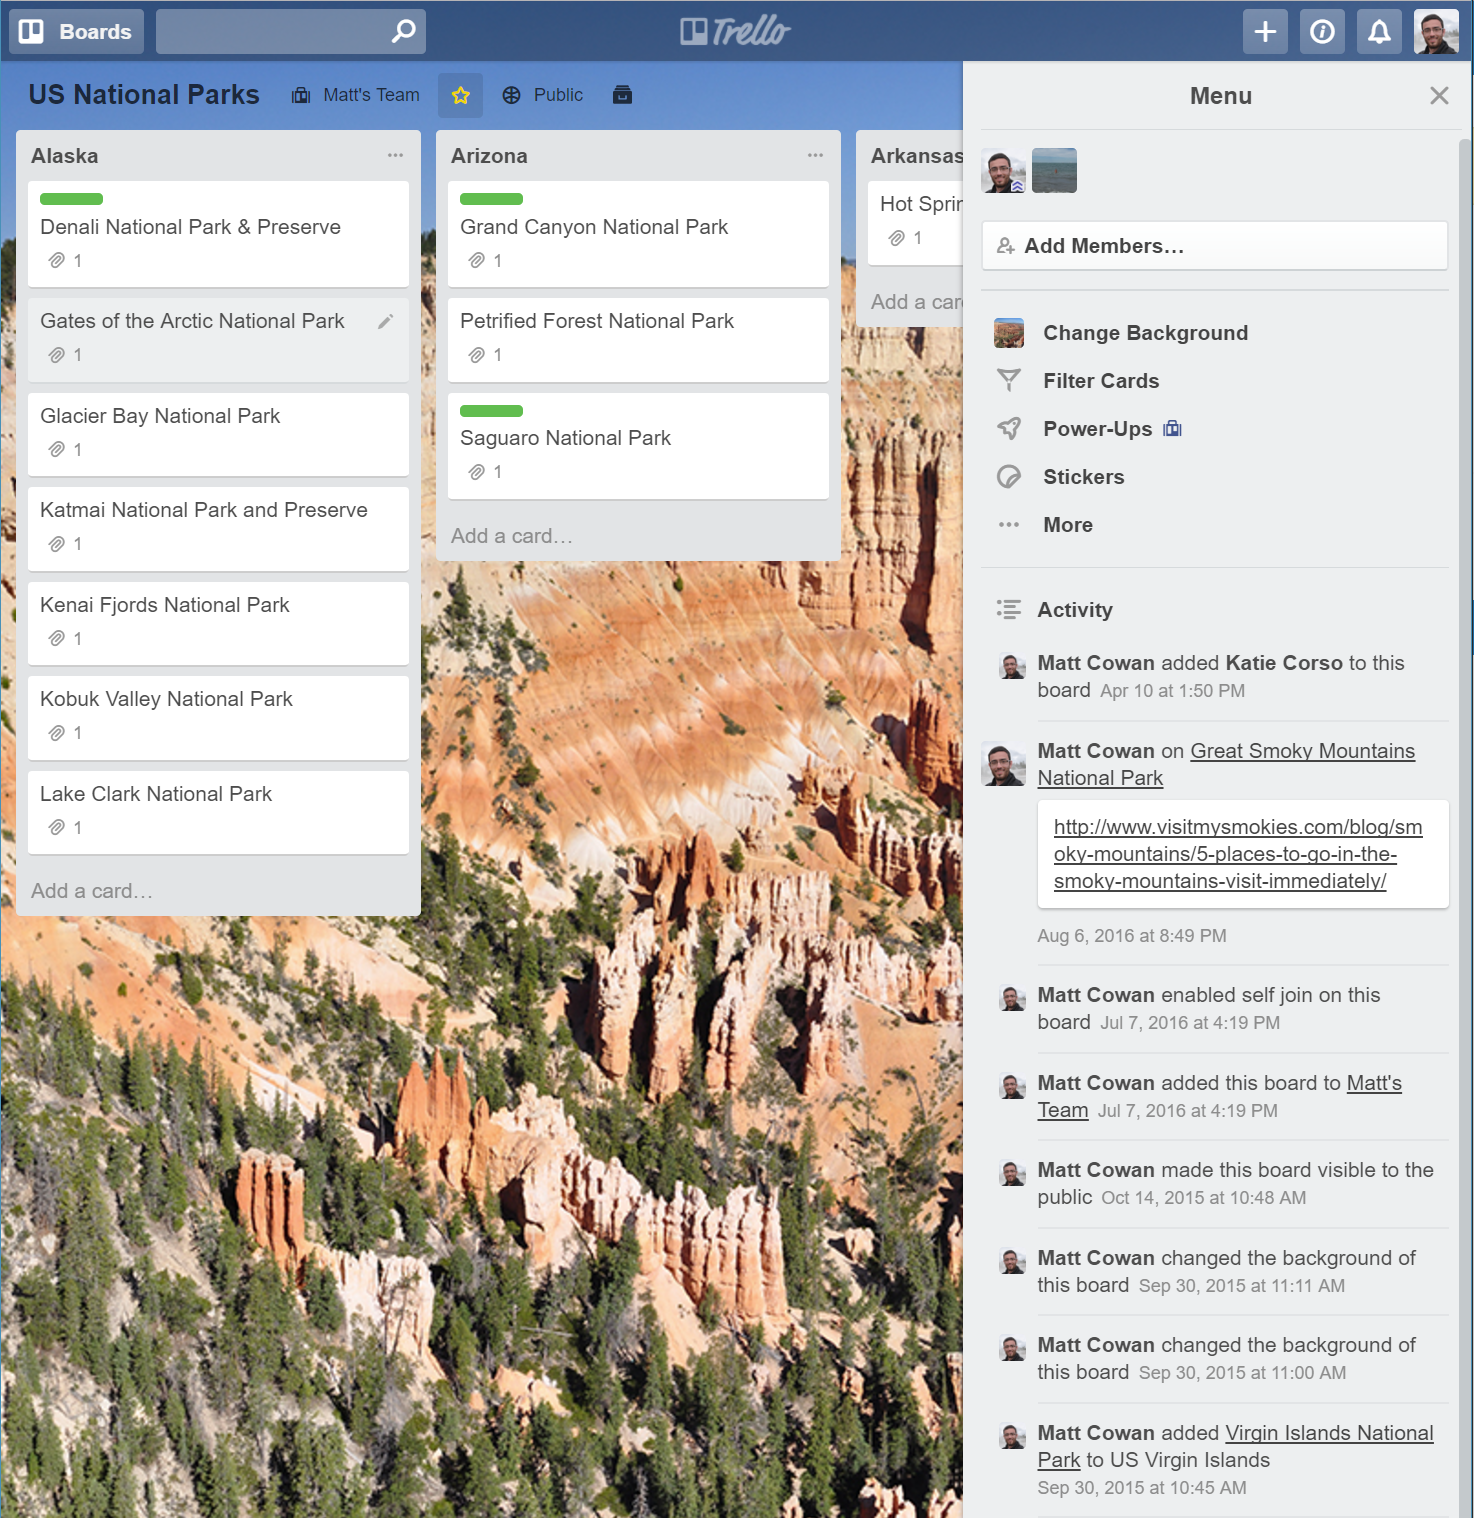 Boards
Trello
US National Parks
Matt's Team
Public
Alaska
Denali National Park & Preserve
1
Gates of the Arctic National Park
1
Glacier Bay National Park
1
Katmai National Park and Preserve
1
Kenai Fjords National Park
1
Kobuk Valley National Park
1
Lake Clark National Park
1
Add a card…
Arizona
Grand Canyon National Park
1
Petrified Forest National Park
1
Saguaro National Park
1
Add a card…
Arkansas
Hot Sprin
1
Add a car
Menu
Add Members…
Change Background
Filter Cards
Power-Ups
Stickers
More
Activity
Matt Cowan added Katie Corso to this
board Apr 10 at 1:50 PM
Matt Cowan on Great Smoky Mountains
National Park
http://www.visitmysmokies.com/blog/sm
oky-mountains/5-places-to-go-in-the-
smoky-mountains-visit-immediately/
Aug 6, 2016 at 8:49 PM
Matt Cowan enabled self join on this
board Jul 7, 2016 at 4:19 PM
Matt Cowan added this board to Matt's
Team Jul 7, 2016 at 4:19 PM
Matt Cowan made this board visible to the
public Oct 14, 2015 at 10:48 AM
Matt Cowan changed the background of
this board Sep 30, 2015 at 11:11 AM
Matt Cowan changed the background of
this board Sep 30, 2015 at 11:00 AM
Matt Cowan added Virgin Islands National
Park to US Virgin Islands
Sep 30, 2015 at 10:45 AM